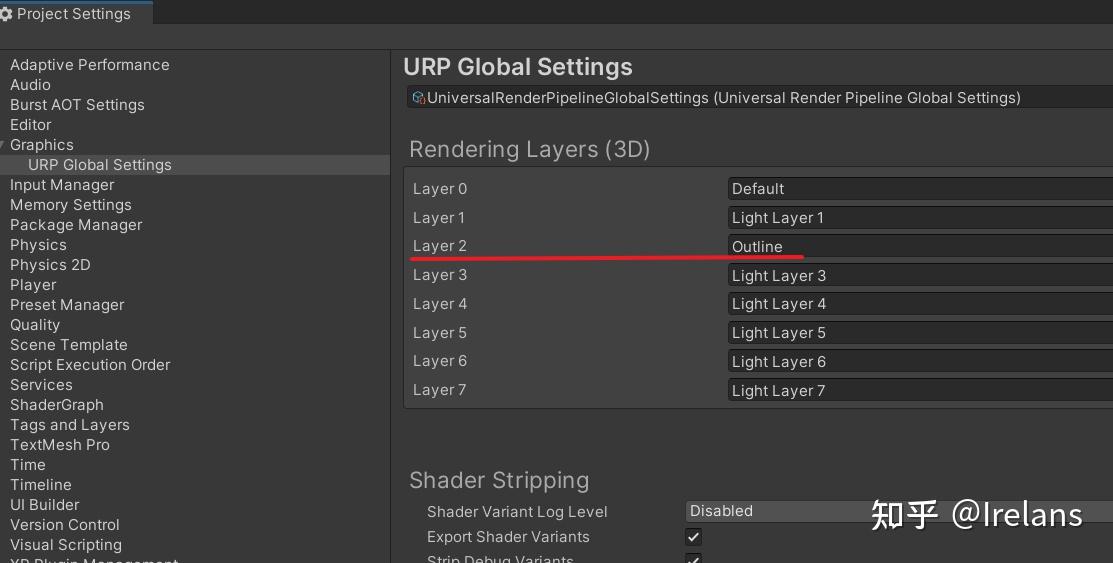 Project Settings
Adaptive Performance
Audio
Burst AOT Settings
Editor
Graphics
URP Global Settings
Input Manager
Memory Settings
Package Manager
Physics
Physics 2D
Player
Preset Manager
Quality
Scene Template
Script Execution Order
Services
ShaderGraph
Tags and Layers
TextMesh Pro
Time
Timeline
UI Builder
Version Control
Visual Scripting
XR Plugin Management
URP Global Settings
UniversalRenderPipelineGlobalSettings (Universal Render Pipeline Global Settings)
Rendering Layers (3D)
Layer 0 Default
Layer 1 Light Layer 1
Layer 2 Outline
Layer 3 Light Layer 3
Layer 4 Light Layer 4
Layer 5 Light Layer 5
Layer 6 Light Layer 6
Layer 7 Light Layer 7
Shader Stripping
Shader Variant Log Level Disabled
Export Shader Variants
Strip Debug Variants
知乎 @Irelans